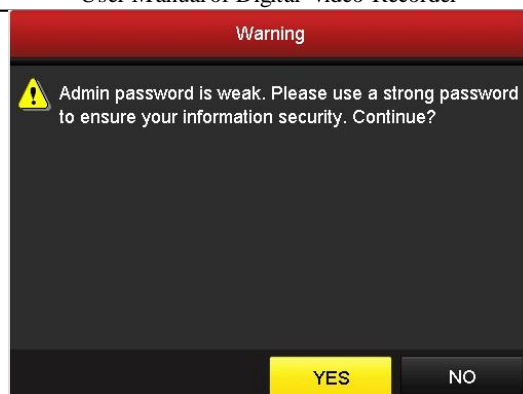 User Manual of Digital Video Recorder
Warning
Admin password is weak. Please use a strong password
to ensure your information security. Continue?
YES
NO